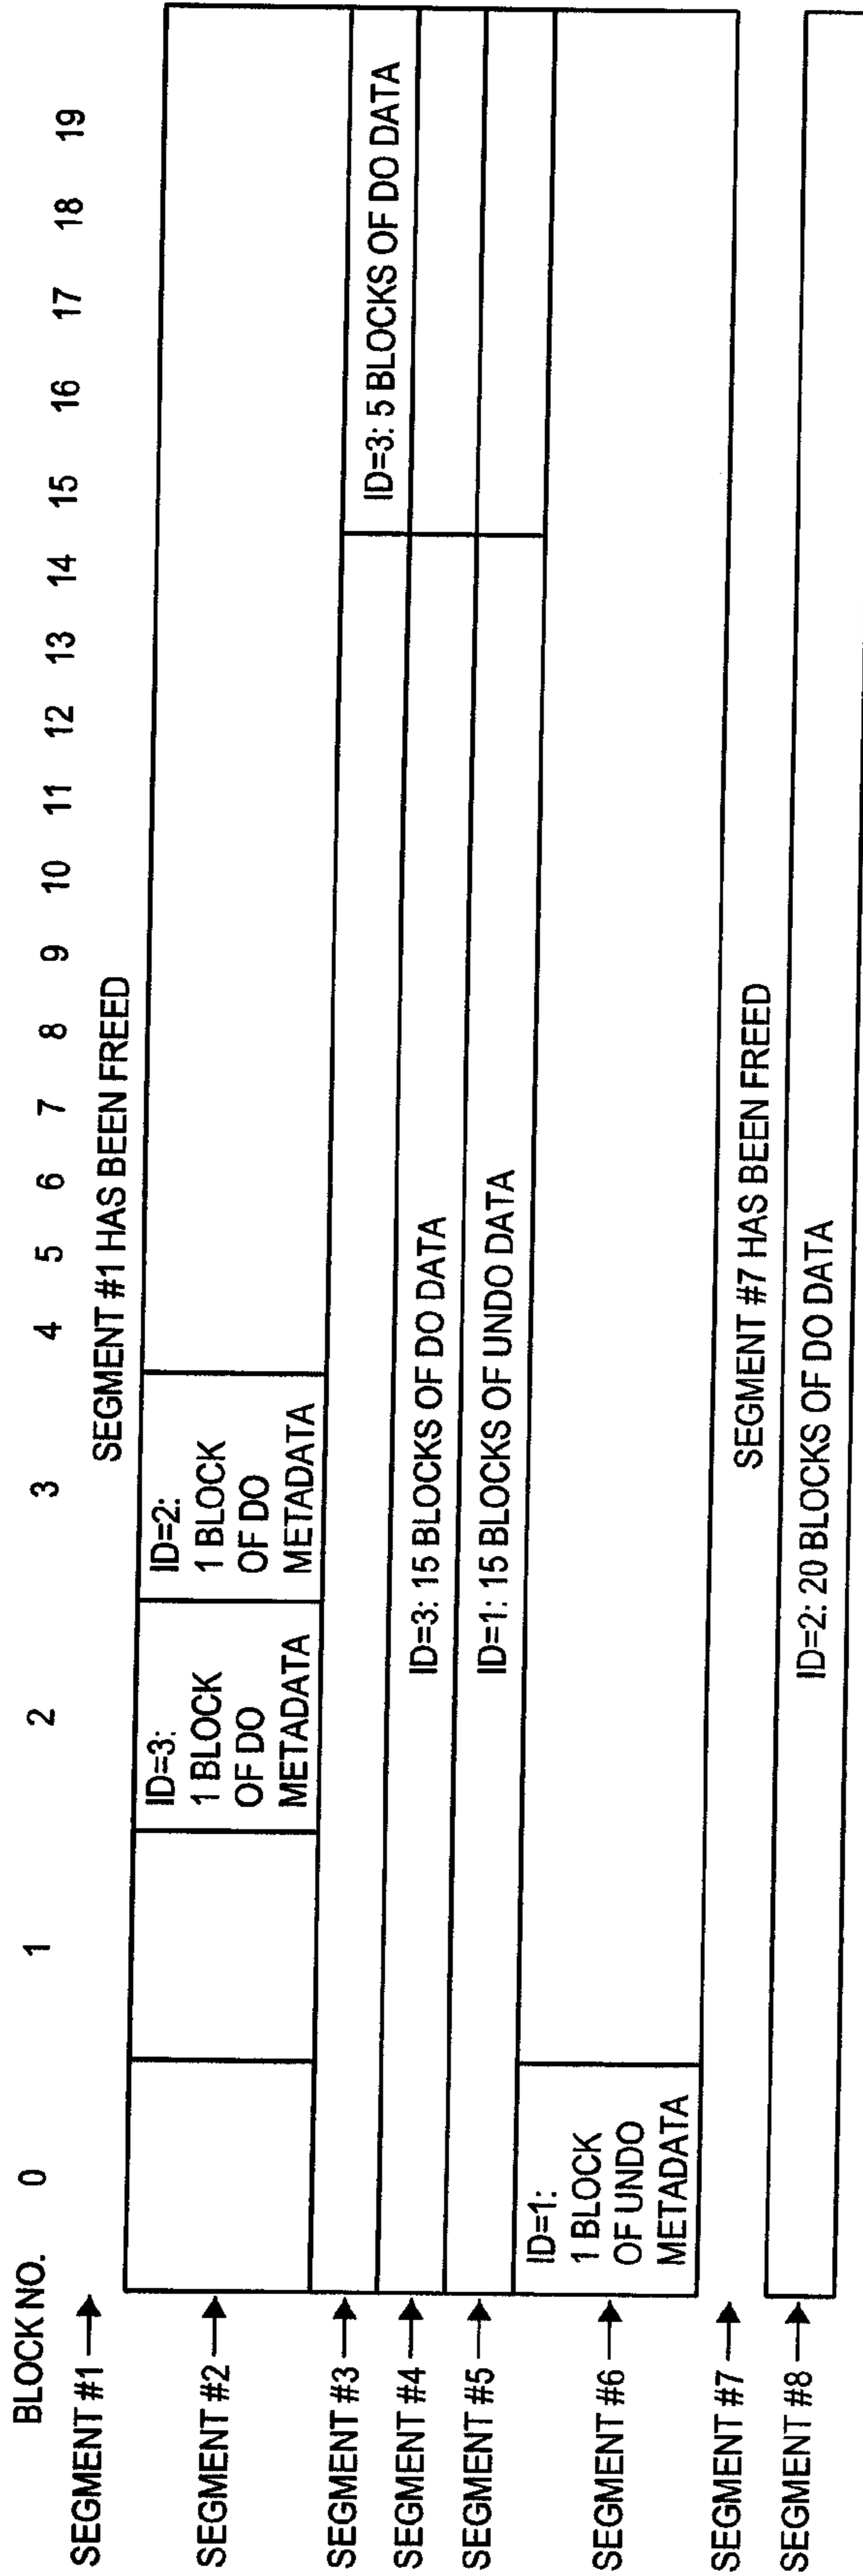 BLOCK NO. 0 1 2 3 4 5 6 7 8 9 10 11 12 13 14 15 16 17 18 19
SEGMENT #1
SEGMENT #1 HAS BEEN FREED
SEGMENT #2
ID=3:
1 BLOCK
OF DO
METADATA
ID=2:
1 BLOCK
OF DO
METADATA
SEGMENT #3
ID=3: 5 BLOCKS OF DO DATA
SEGMENT #4
ID=3: 15 BLOCKS OF DO DATA
SEGMENT #5
ID=1: 15 BLOCKS OF UNDO DATA
SEGMENT #6
ID=1:
1 BLOCK
OF UNDO
METADATA
SEGMENT #7
SEGMENT #7 HAS BEEN FREED
SEGMENT #8
ID=2: 20 BLOCKS OF DO DATA